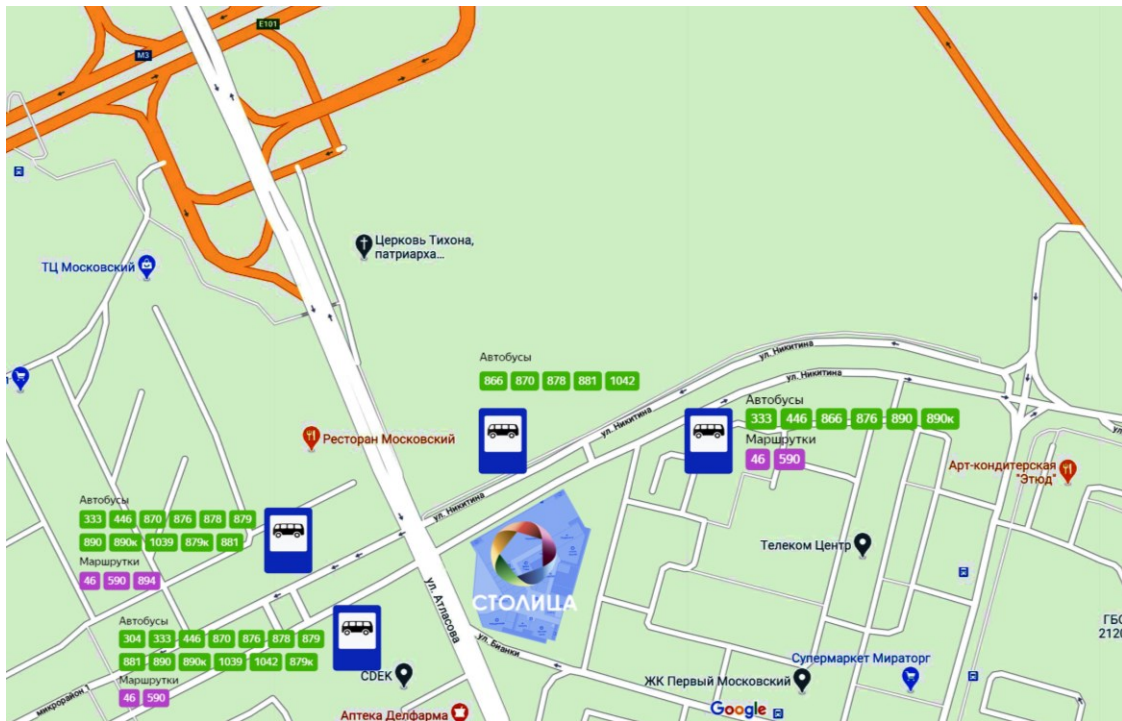 E101
M3
Церковь Тихона,
патриарха...
ТЦ Московский
ул. Никитина
ул. Никитина
Автобусы
866 870 878 881 1042
Автобусы
333 446 866 876 890 890к
Маршрутки
46 590
ул. Никитина
Ресторан Московский
Арт-кондитерская
"Этюд"
ул. Никитина
Автобусы
333 446 870 876 878 879
890 890к 1039 879к 881
Маршрутки
46 590 894
Телеком Центр
СТОЛИЦА
ул. Атласова
ул. Бианки
Автобусы
304 333 446 870 876 878 879
881 890 890к 1039 1042 879к
Маршрутки
46 590
микрорайон
CDEK
ГБО
2120
Супермаркет Мираторг
ЖК Первый Московский
Google
Аптека Делфарма